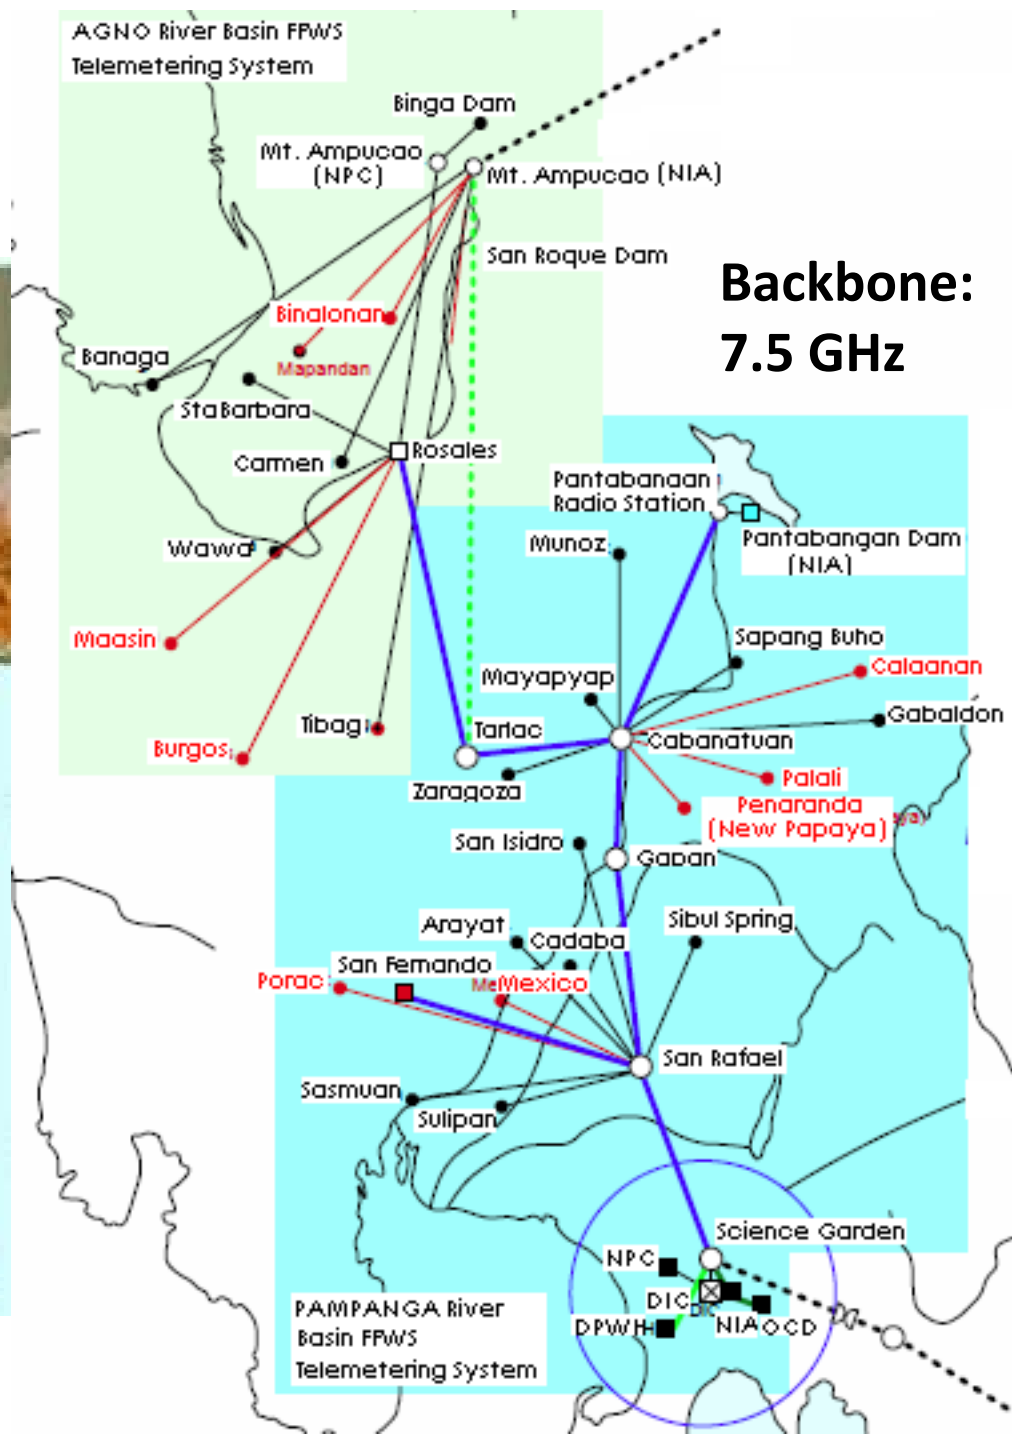 AGNO River Basin FFWS
Telemetering System
Binga Dam
Mt. Ampucao
(NPC)
Mt. Ampucao (NIA)
San Roque Dam
Backbone:
7.5 GHz
Binalonan
Banaga
Mapandan
StaBarbara
Carmen
Rosales
Pantabanaan
Radio Station
Munoz
Pantabangan Dam
(NIA)
Wawa
Maasin
Sapang Buho
Calaanan
Mayapyap
Gabaldon
Tibag
Tarlac
Cabanatuan
Burgos
Zaragoza
Palali
Penaranda
(New Papaya)
San Isidro
Gapan
Arayat
Sibul Spring
Cadaba
San Fernando
Porac
Mexico
San Rafael
Sasmuan
Sulipan
Science Garden
NPC
DIC
NIA
OCD
DPWH
PAMPANGA River
Basin FFWS
Telemetering System